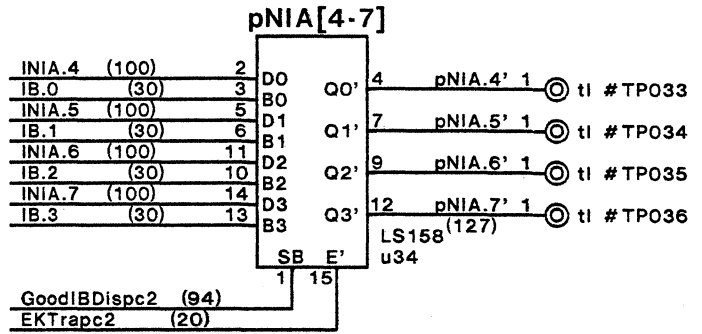 pNIA[4-7]
INIA.4 (100) 2 D0
IB.0 (30) 3 B0
INIA.5 (100) 5 D1
IB.1 (30) 6 B1
INIA.6 (100) 11 D2
IB.2 (30) 10 B2
INIA.7 (100) 14 D3
IB.3 (30) 13 B3
Q0' 4 pNIA.4' 1 tl #TP033
Q1' 7 pNIA.5' 1 tl #TP034
Q2' 9 pNIA.6' 1 tl #TP035
Q3' 12 pNIA.7' 1 tl #TP036
(127)
LS158
u34
SB E'
1 15
GoodIBDispc2 (94)
EKTrapc2 (20)